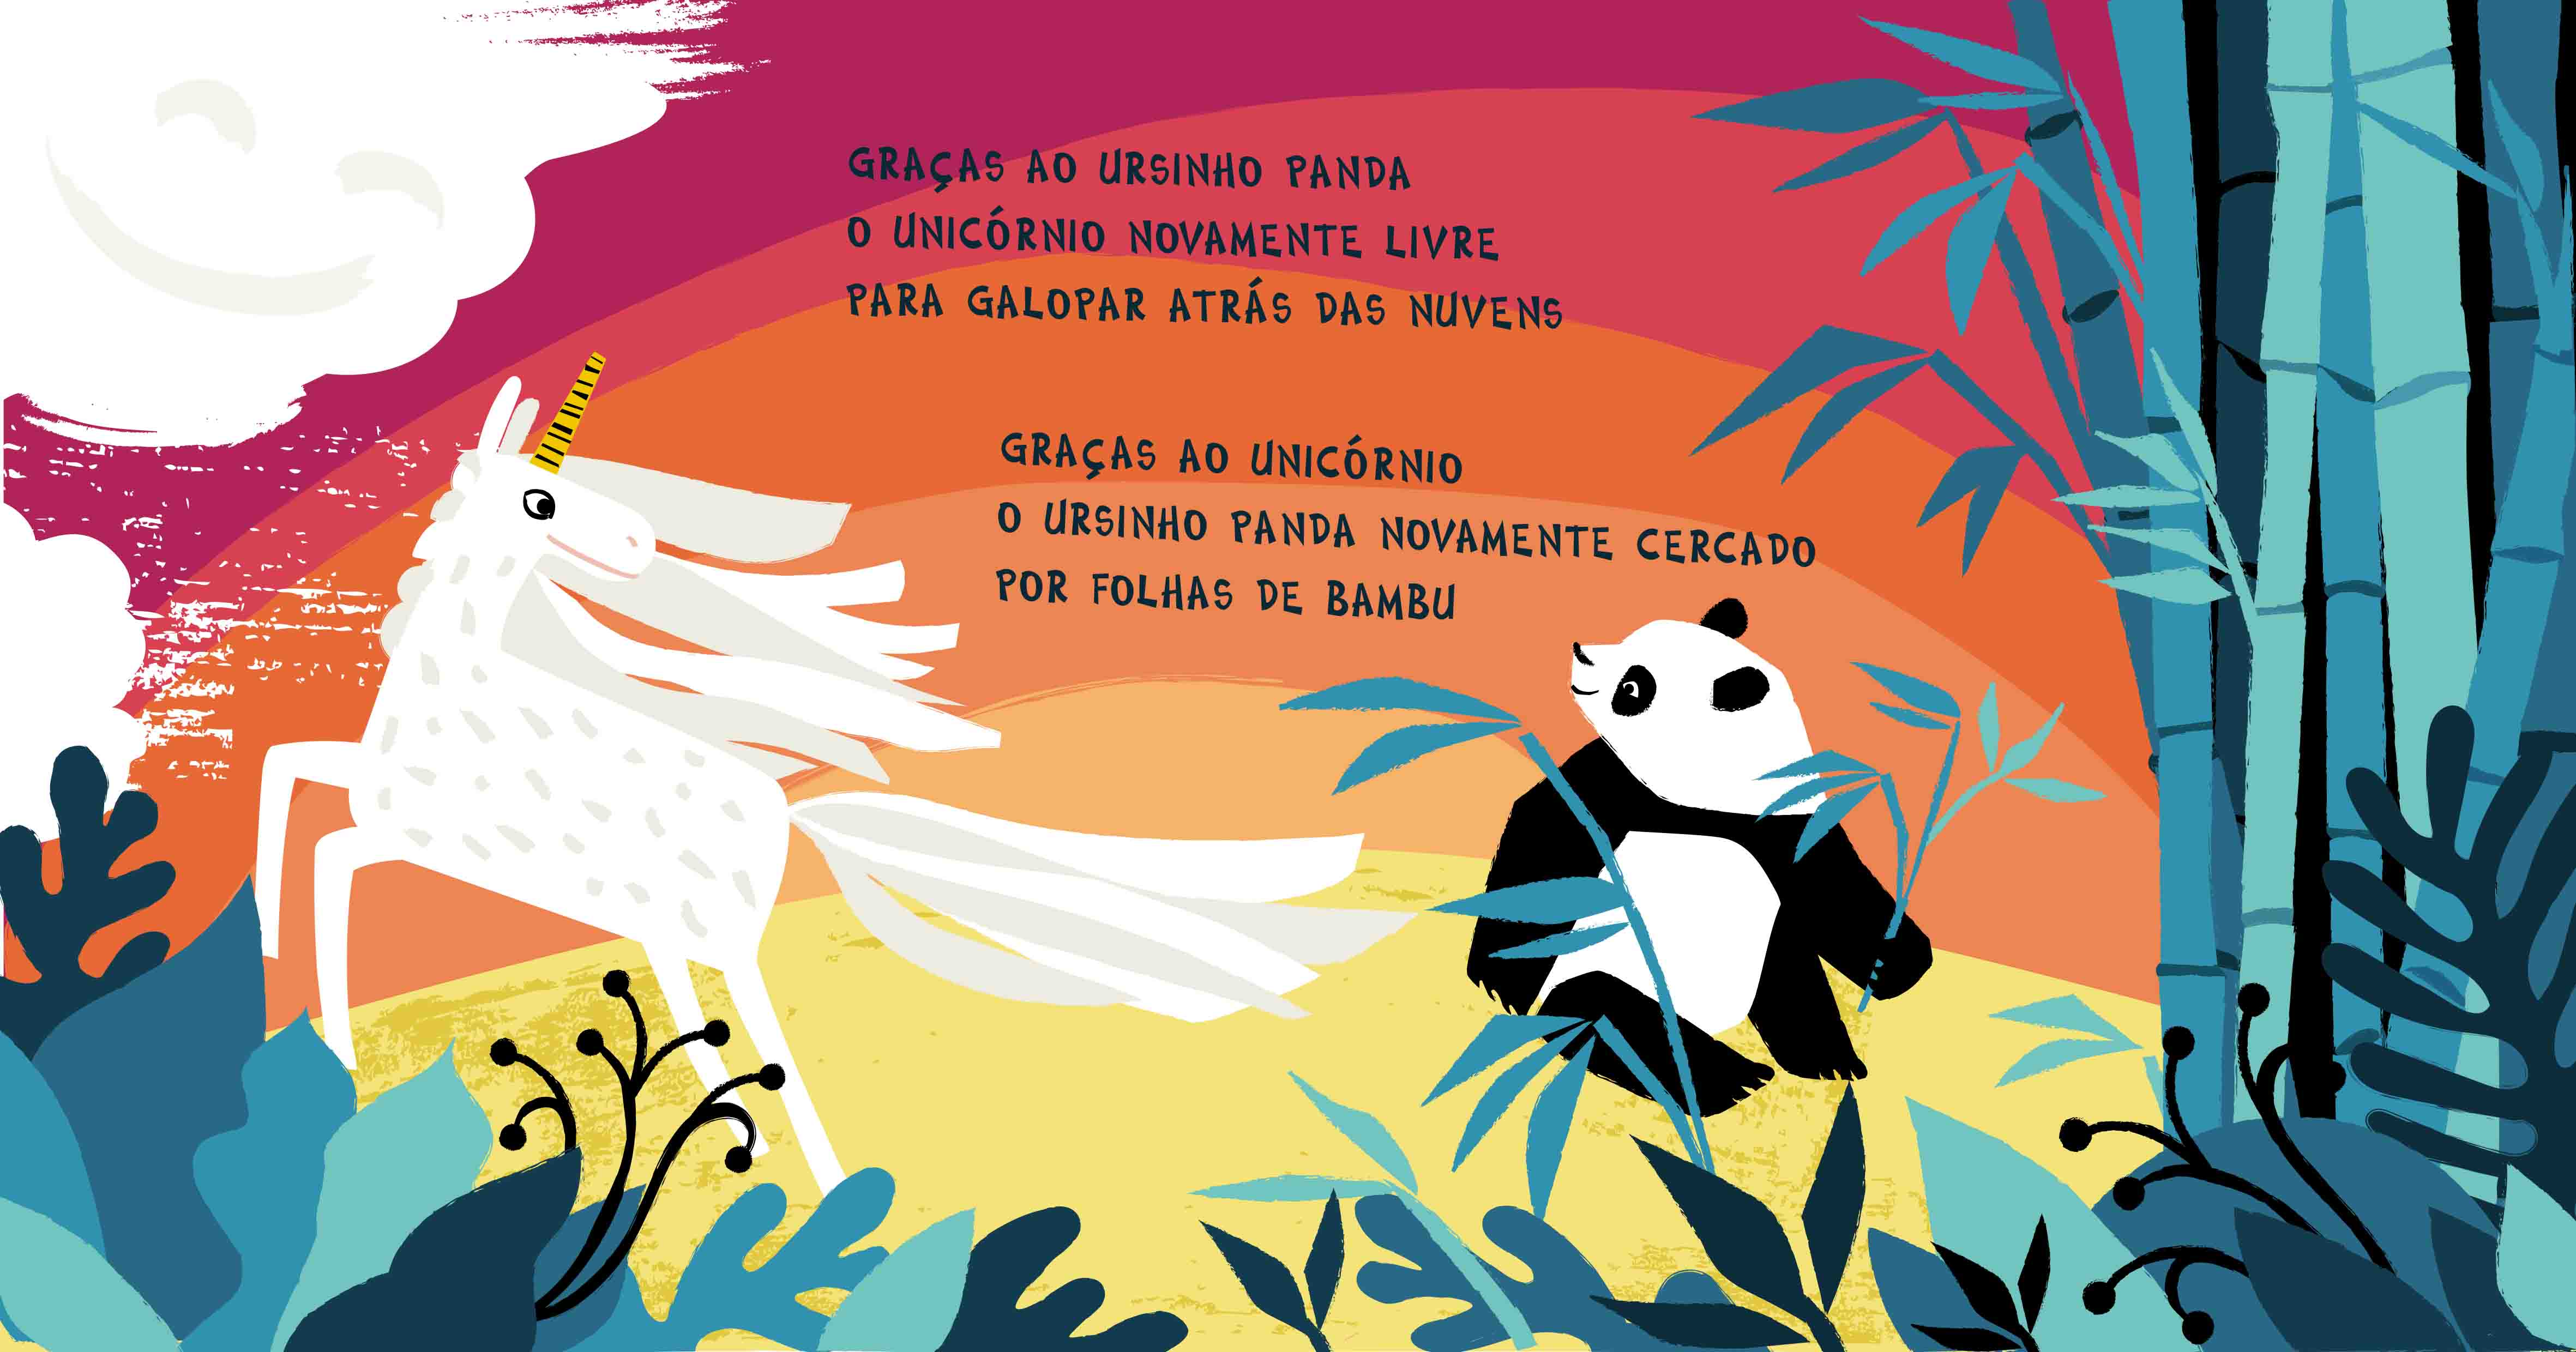 GRAÇAS AO URSINHO PANDA
O UNICÓRNIO NOVAMENTE LIVRE
PARA GALOPAR ATRÁS DAS NUVENS
GRAÇAS AO UNICÓRNIO
O URSINHO PANDA NOVAMENTE CERCADO
POR FOLHAS DE BAMBU